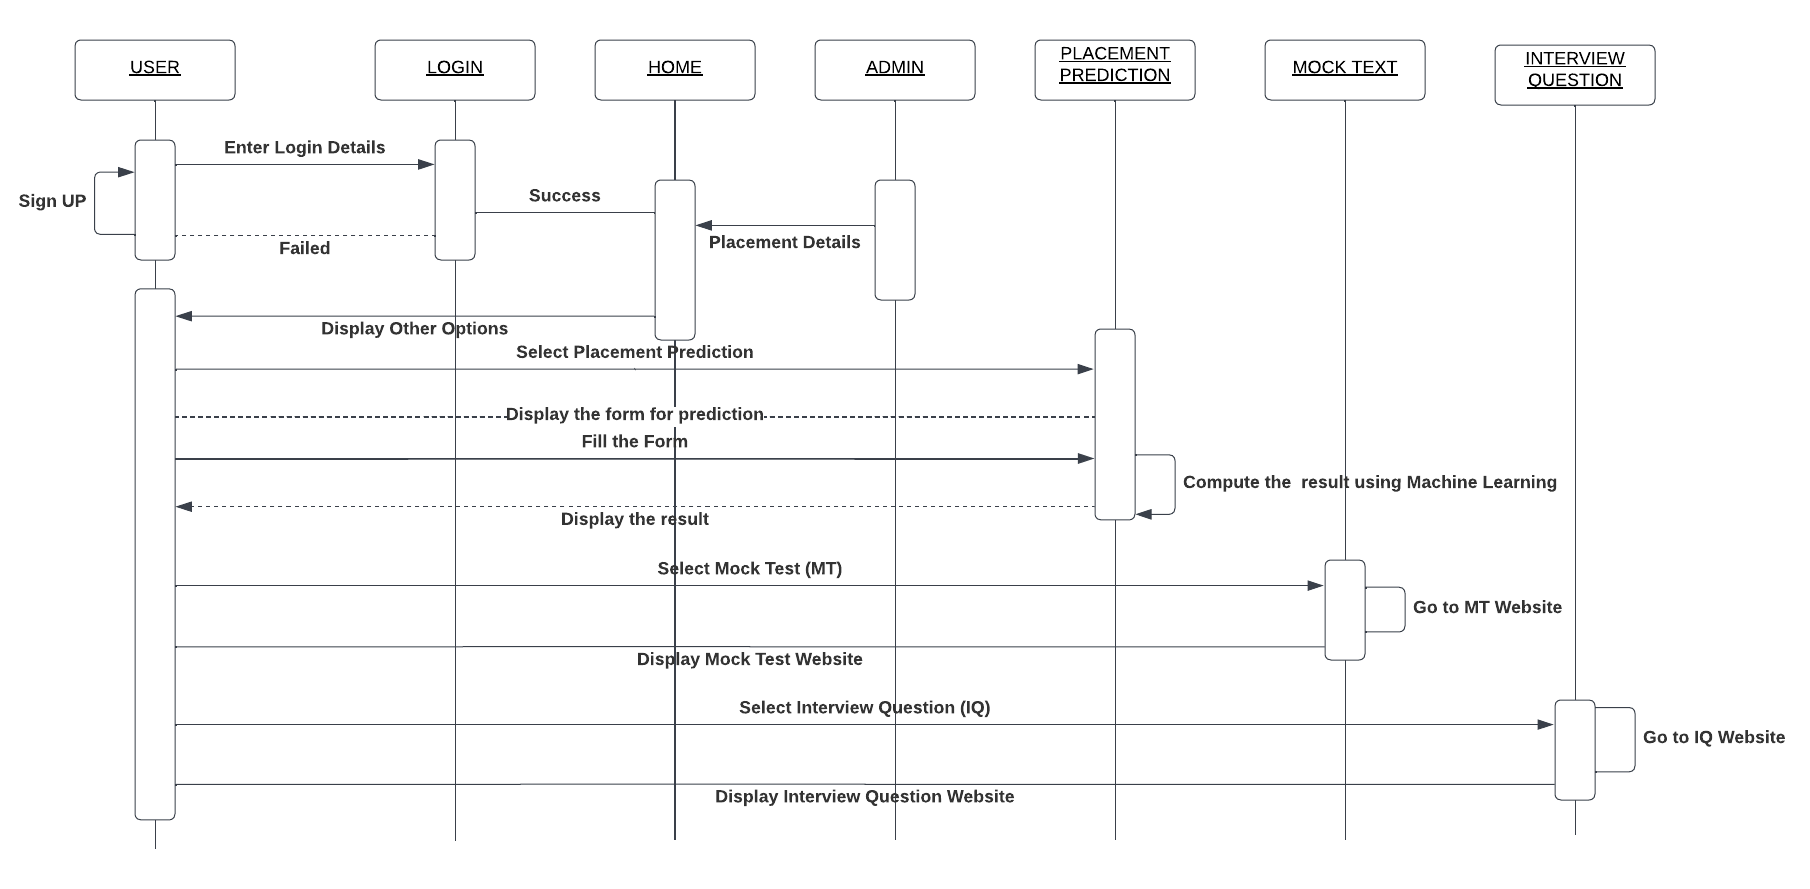 USER
LOGIN
HOME
ADMIN
PLACEMENT
PREDICTION
MOCK TEXT
INTERVIEW
QUESTION
Enter Login Details
Sign UP
Success
Failed
Placement Details
Display Other Options
Select Placement Prediction
Display the form for prediction
Fill the Form
Compute the  result using Machine Learning
Display the result
Select Mock Test (MT)
Go to MT Website
Display Mock Test Website
Select Interview Question (IQ)
Go to IQ Website
Display Interview Question Website